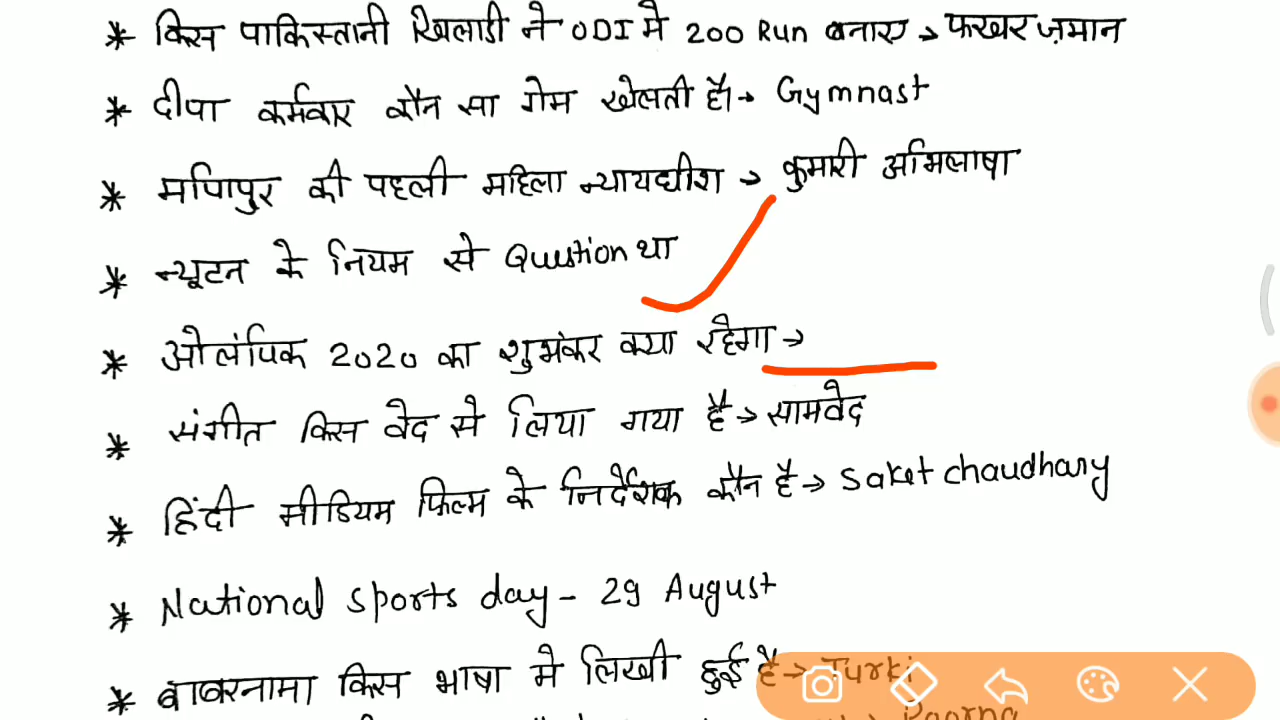 * किस पाकिस्तानी खिलाडी ने ODI मे 200 Run बनाए → फखर ज़मान
* दीपा कर्मकार कौन सा गेम खेलती है। → Gymnast
* मणिपुर की पहली महिला न्यायधीश → कुमारी अभिलाषा
* न्यूटन के नियम से Question था
* ओलंपिक 2020 का शुभंकर क्या रहेगा →
* संगीत किस वेद से लिया गया है → सामवेद
* हिंदी मीडियम फिल्म के निर्देशक कौन है → Saket chaudhary
* National sports day - 29 August
* बाबरनामा किस भाषा मे लिखी हुई है → Turki